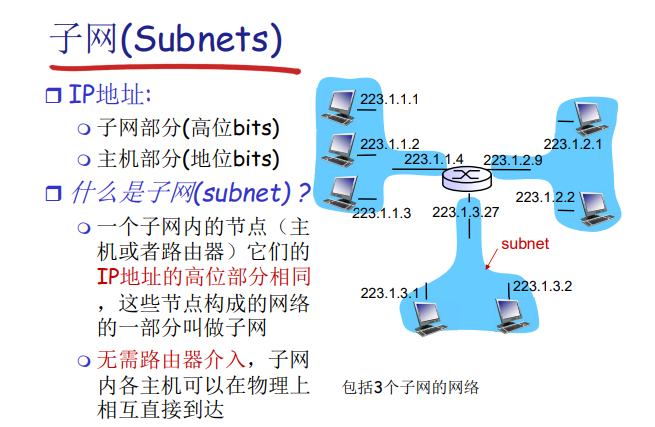 子网(Subnets)
IP地址:
子网部分(高位bits)
主机部分(地位bits)
什么是子网(subnet)?
一个子网内的节点（主
机或者路由器）它们的
IP地址的高位部分相同
，这些节点构成的网络
的一部分叫做子网
无需路由器介入，子网
内各主机可以在物理上
相互直接到达
223.1.1.1
223.1.1.2
223.1.1.3
223.1.1.4
223.1.2.9
223.1.2.1
223.1.2.2
223.1.3.27
subnet
223.1.3.1
223.1.3.2
包括3个子网的网络